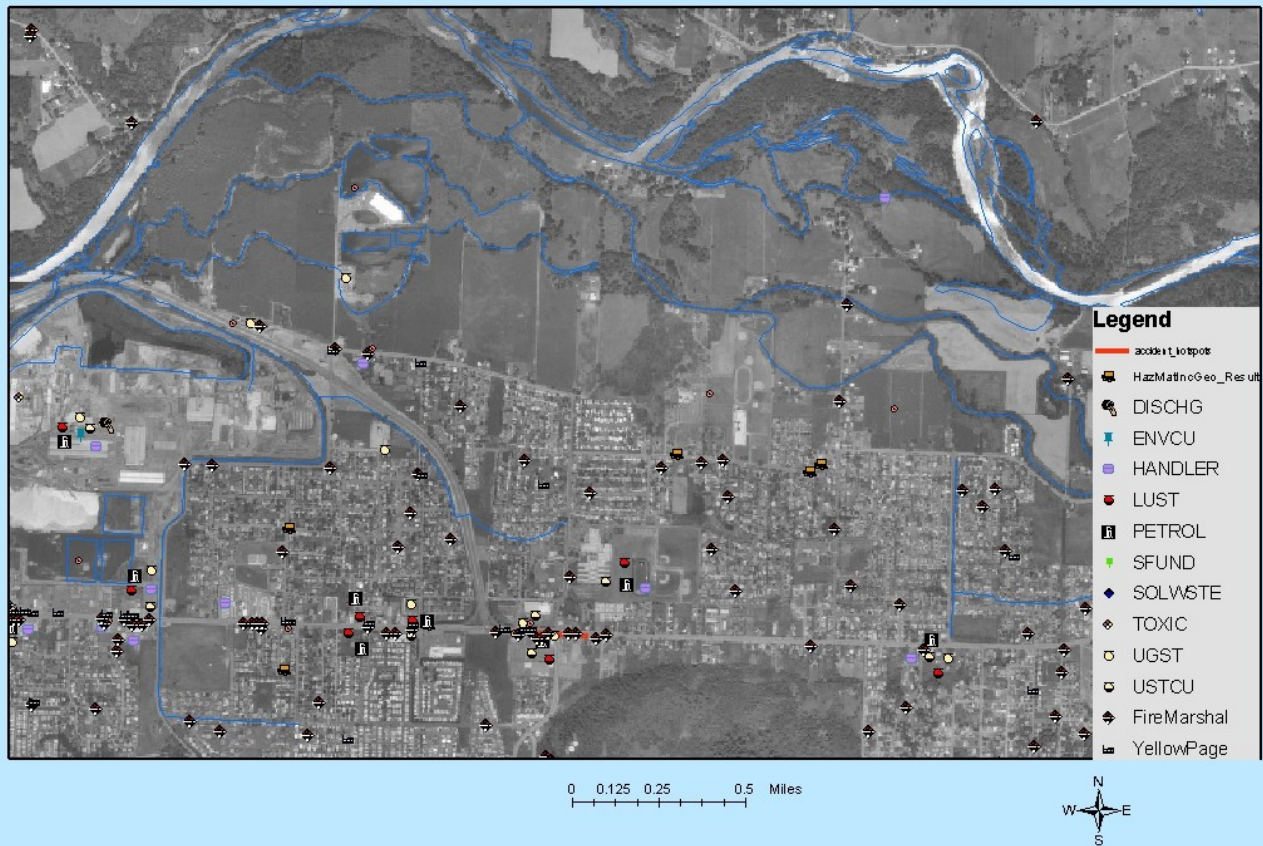 Legend
accident_hotspots
HazMatIncGeo_Result
DISCHG
ENVCU
HANDLER
LUST
PETROL
SFUND
SOLWSTE
TOXIC
UGST
USTCU
FireMarshal
YellowPage
0 0.125 0.25 0.5 Miles
N
W E
S